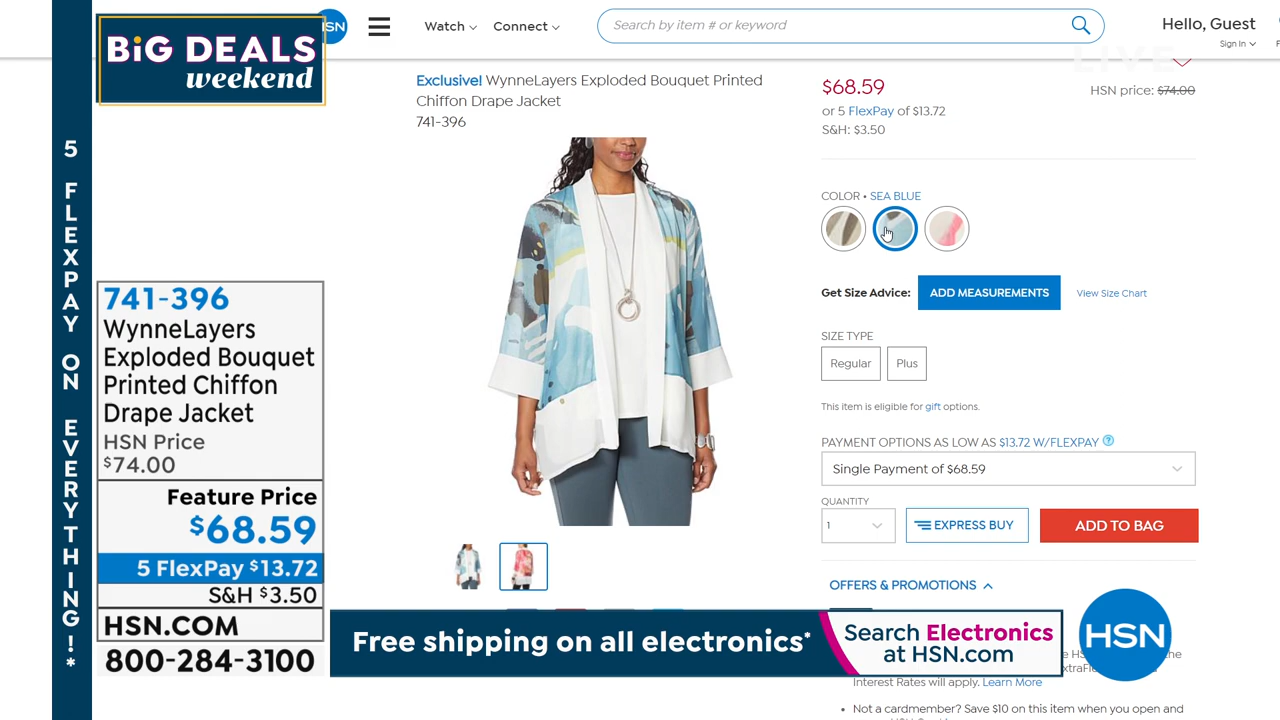 BiG DEALS
weekend
HSN
Watch
Connect
Search by item # or keyword
Hello, Guest
Sign In
LIVE
5 FLEXPAY ON EVERYTHING!*
Exclusive! WynneLayers Exploded Bouquet Printed
Chiffon Drape Jacket
741-396
$68.59
HSN price: $74.00
or 5 FlexPay of $13.72
S&H: $3.50
COLOR • SEA BLUE
Get Size Advice:
ADD MEASUREMENTS
View Size Chart
SIZE TYPE
Regular
Plus
This item is eligible for gift options.
PAYMENT OPTIONS AS LOW AS $13.72 W/FLEXPAY ?
Single Payment of $68.59
QUANTITY
1
EXPRESS BUY
ADD TO BAG
OFFERS & PROMOTIONS
Interest Rates will apply. Learn More
• Not a cardmember? Save $10 on this item when you open and
741-396
WynneLayers
Exploded Bouquet
Printed Chiffon
Drape Jacket
HSN Price
$74.00
Feature Price
$68.59
5 FlexPay $13.72
S&H $3.50
HSN.COM
800-284-3100
Free shipping on all electronics*
Search Electronics
at HSN.com
HSN